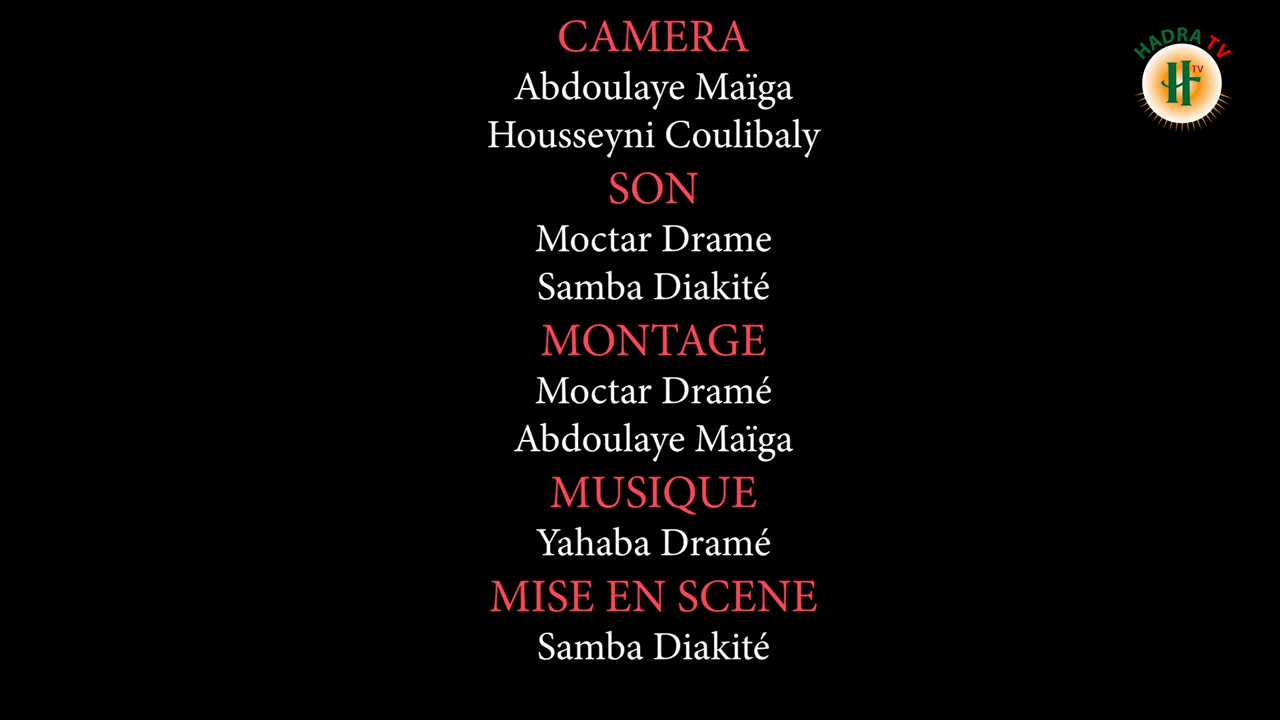 CAMERA
Abdoulaye Maïga
Housseyni Coulibaly
SON
Moctar Drame
Samba Diakité
MONTAGE
Moctar Dramé
Abdoulaye Maïga
MUSIQUE
Yahaba Dramé
MISE EN SCENE
Samba Diakité
HADRA TV
H TV